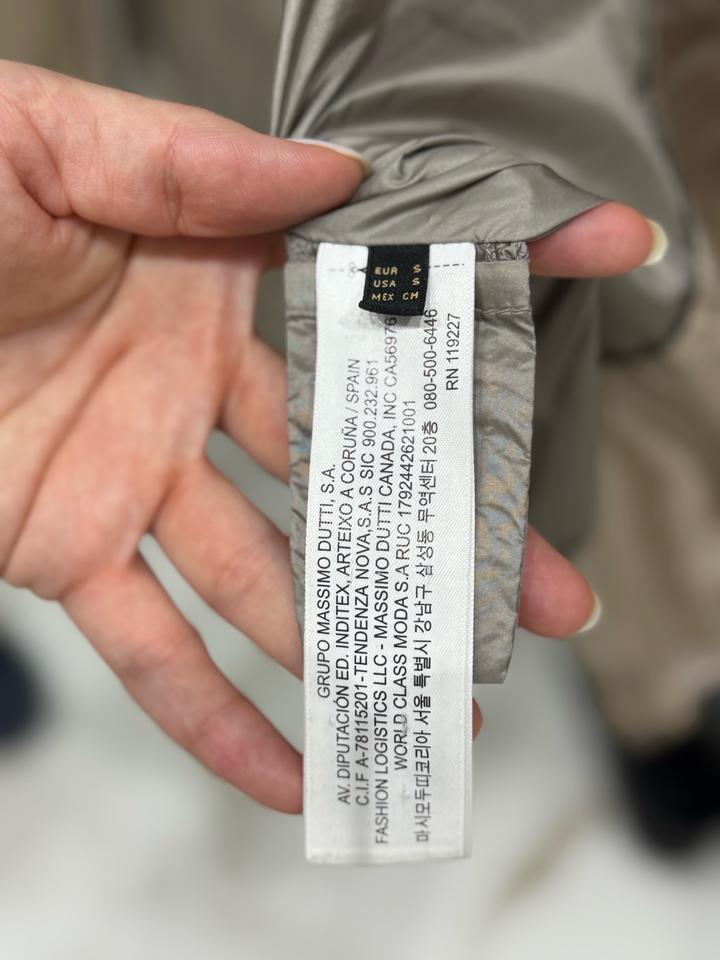 EUR S
USA S
MEX CH
GRUPO MASSIMO DUTTI, S.A.
AV. DIPUTACIÓN ED. INDITEX, ARTEIXO A CORUÑA / SPAIN
C.I.F A-78115201-TENDENZA NOVA,S.A.S SIC 900.232.961
FASHION LOGISTICS LLC - MASSIMO DUTTI CANADA, INC CA56976
WORLD CLASS MODA S.A RUC 1792442621001
마시모두띠코리아 서울 특별시 강남구 삼성동 무역센터 20층 080-500-6446
RN 119227